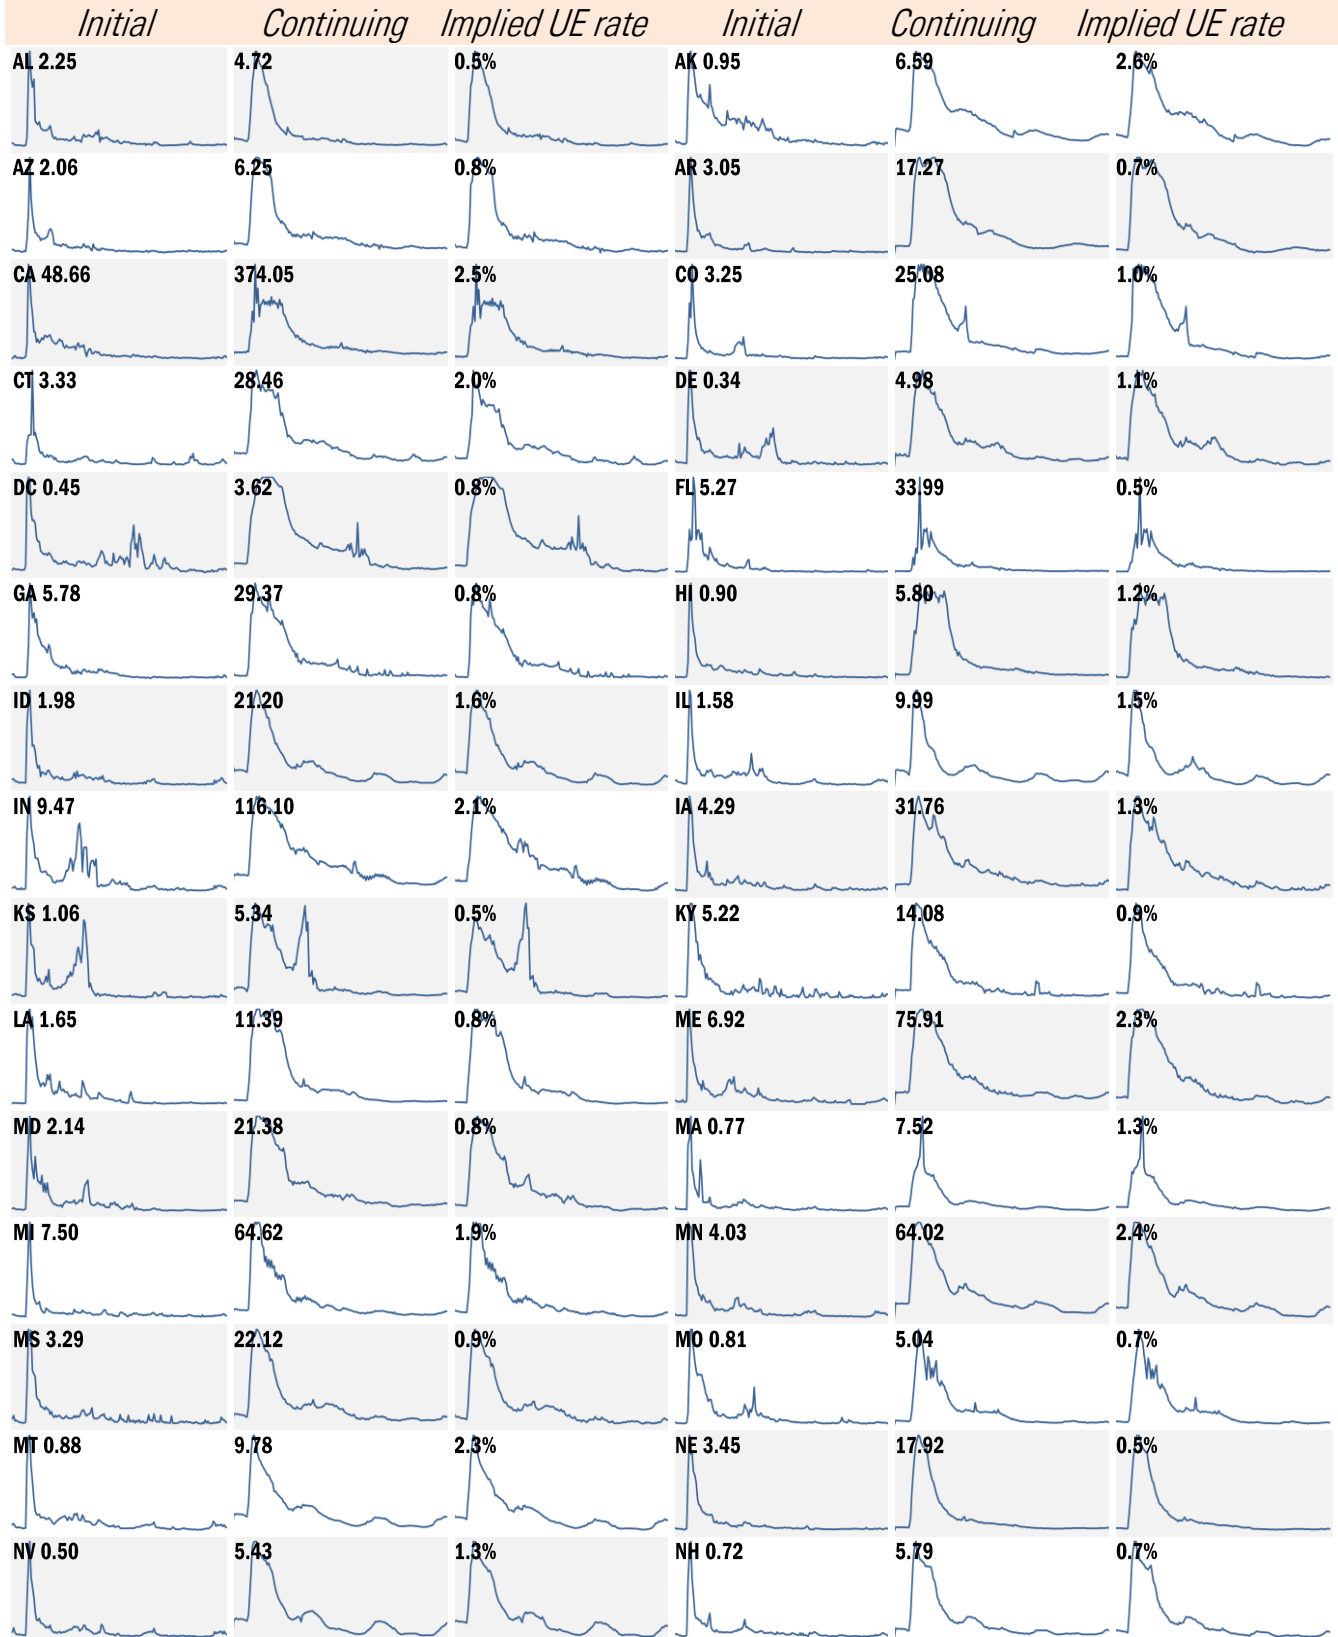 Initial Continuing Implied UE rate Initial Continuing Implied UE rate
AL 2.25 4.72 0.5% AK 0.95 6.59 2.6%
AZ 2.06 6.25 0.8% AR 3.05 17.27 0.7%
CA 48.66 374.05 2.5% CO 3.25 25.08 1.0%
CT 3.33 28.46 2.0% DE 0.34 4.98 1.1%
DC 0.45 3.62 0.8% FL 5.27 33.99 0.5%
GA 5.78 29.37 0.8% HI 0.90 5.80 1.2%
ID 1.98 21.20 1.6% IL 1.58 9.99 1.5%
IN 9.47 116.10 2.1% IA 4.29 31.76 1.3%
KS 1.06 5.34 0.5% KY 5.22 14.08 0.9%
LA 1.65 11.39 0.8% ME 6.92 75.91 2.3%
MD 2.14 21.38 0.8% MA 0.77 7.52 1.3%
MI 7.50 64.62 1.9% MN 4.03 64.02 2.4%
MS 3.29 22.12 0.9% MO 0.81 5.04 0.7%
MT 0.88 9.78 2.3% NE 3.45 17.92 0.5%
NV 0.50 5.43 1.3% NH 0.72 5.79 0.7%